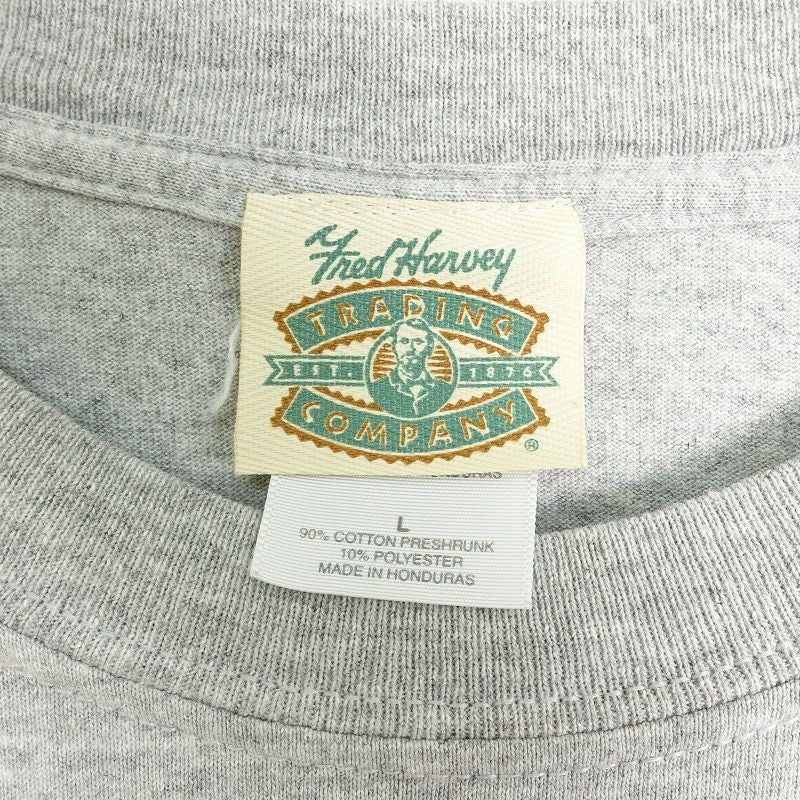 Fred Harvey
TRADING
EST. 1876
COMPANY
®
L
90% COTTON PRESHRUNK
10% POLYESTER
MADE IN HONDURAS